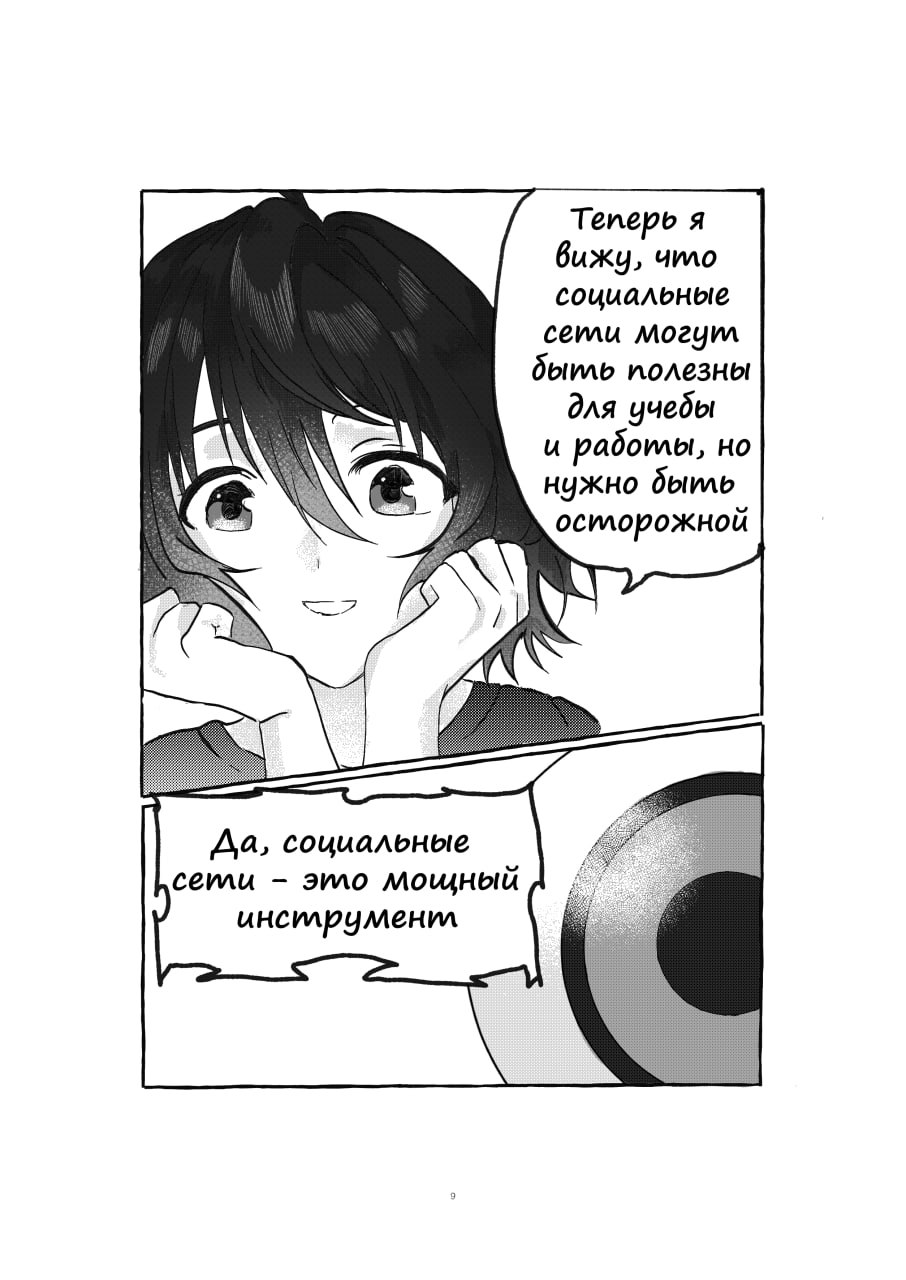 Теперь я
вижу, что
социальные
сети могут
быть полезны
для учебы
и работы, но
нужно быть
осторожной
Да, социальные
сети - это мощный
инструмент
9